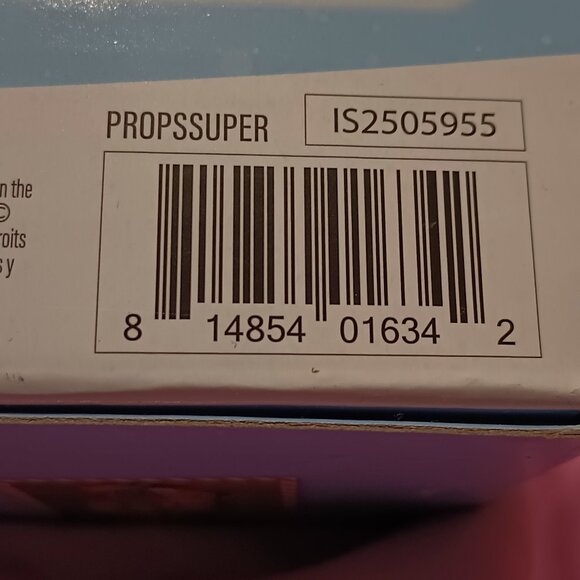 PROPSSUPER
IS2505955
n the
©
roits
s y
8 14854 01634 2